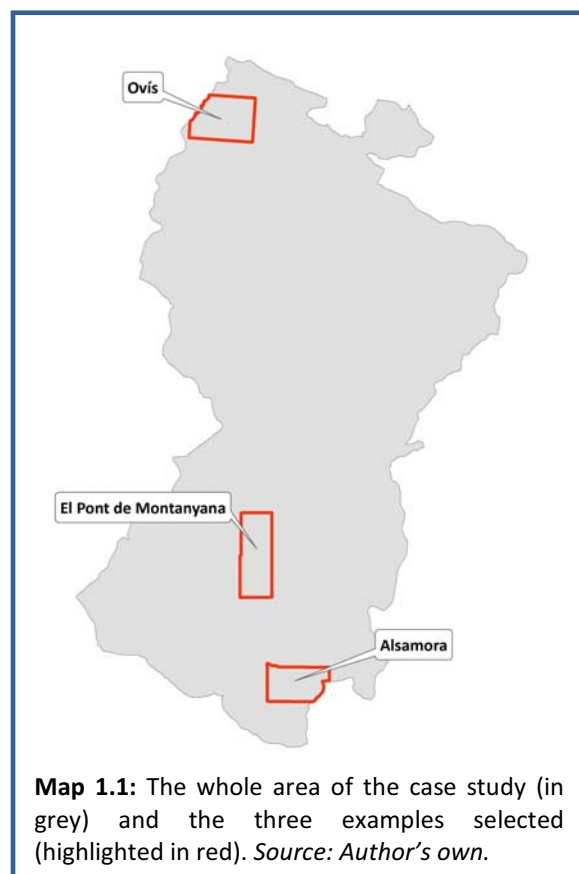 Ovís
El Pont de Montanyana
Alsamora
Map 1.1: The whole area of the case study (in
grey) and the three examples selected
(highlighted in red). Source: Author's own.